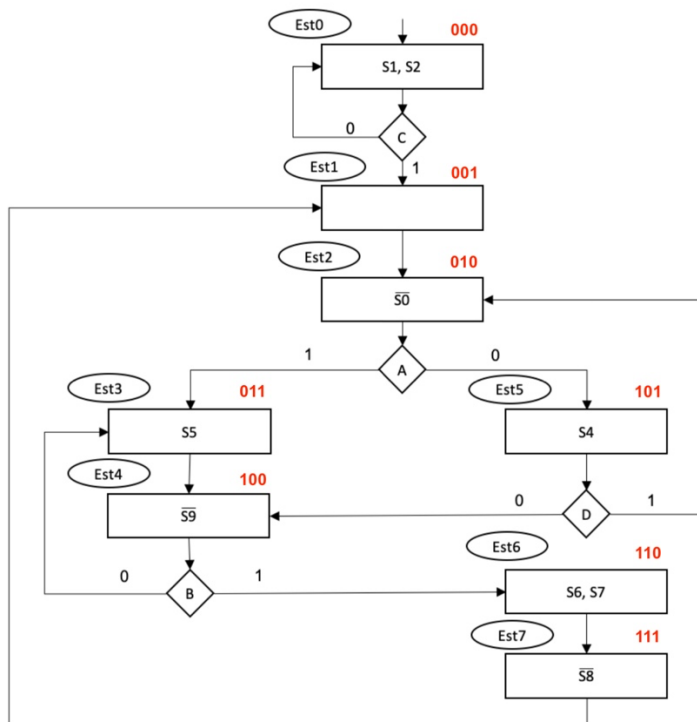 Est0
000
S1, S2
0
C
1
Est1
001
Est2
010
S̅0̅
1
A
0
Est3
011
Est5
101
S5
S4
Est4
100
0
D
1
S̅9̅
Est6
110
0
B
1
S6, S7
Est7
111
S̅8̅